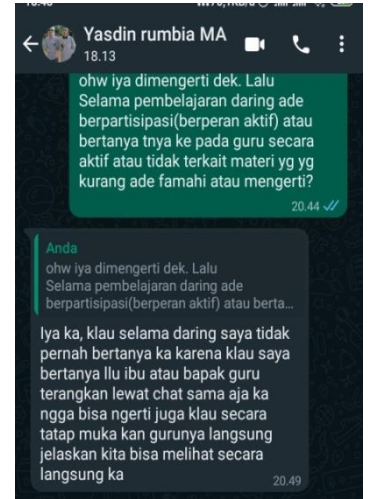 Yasdin rumbia MA
18.13
ohw iya dimengerti dek. Lalu
Selama pembelajaran daring ade
berpartisipasi(berperan aktif) atau
bertanya tnya ke pada guru secara
aktif atau tidak terkait materi yg yg
kurang ade famahi atau mengerti?
20.44
Anda
ohw iya dimengerti dek. Lalu
Selama pembelajaran daring ade
berpartisipasi(berperan aktif) atau berta...
Iya ka, klau selama daring saya tidak
pernah bertanya ka karena klau saya
bertanya llu ibu atau bapak guru
terangkan lewat chat sama aja ka
ngga bisa ngerti juga klau secara
tatap muka kan gurunya langsung
jelaskan kita bisa melihat secara
langsung ka
20.49